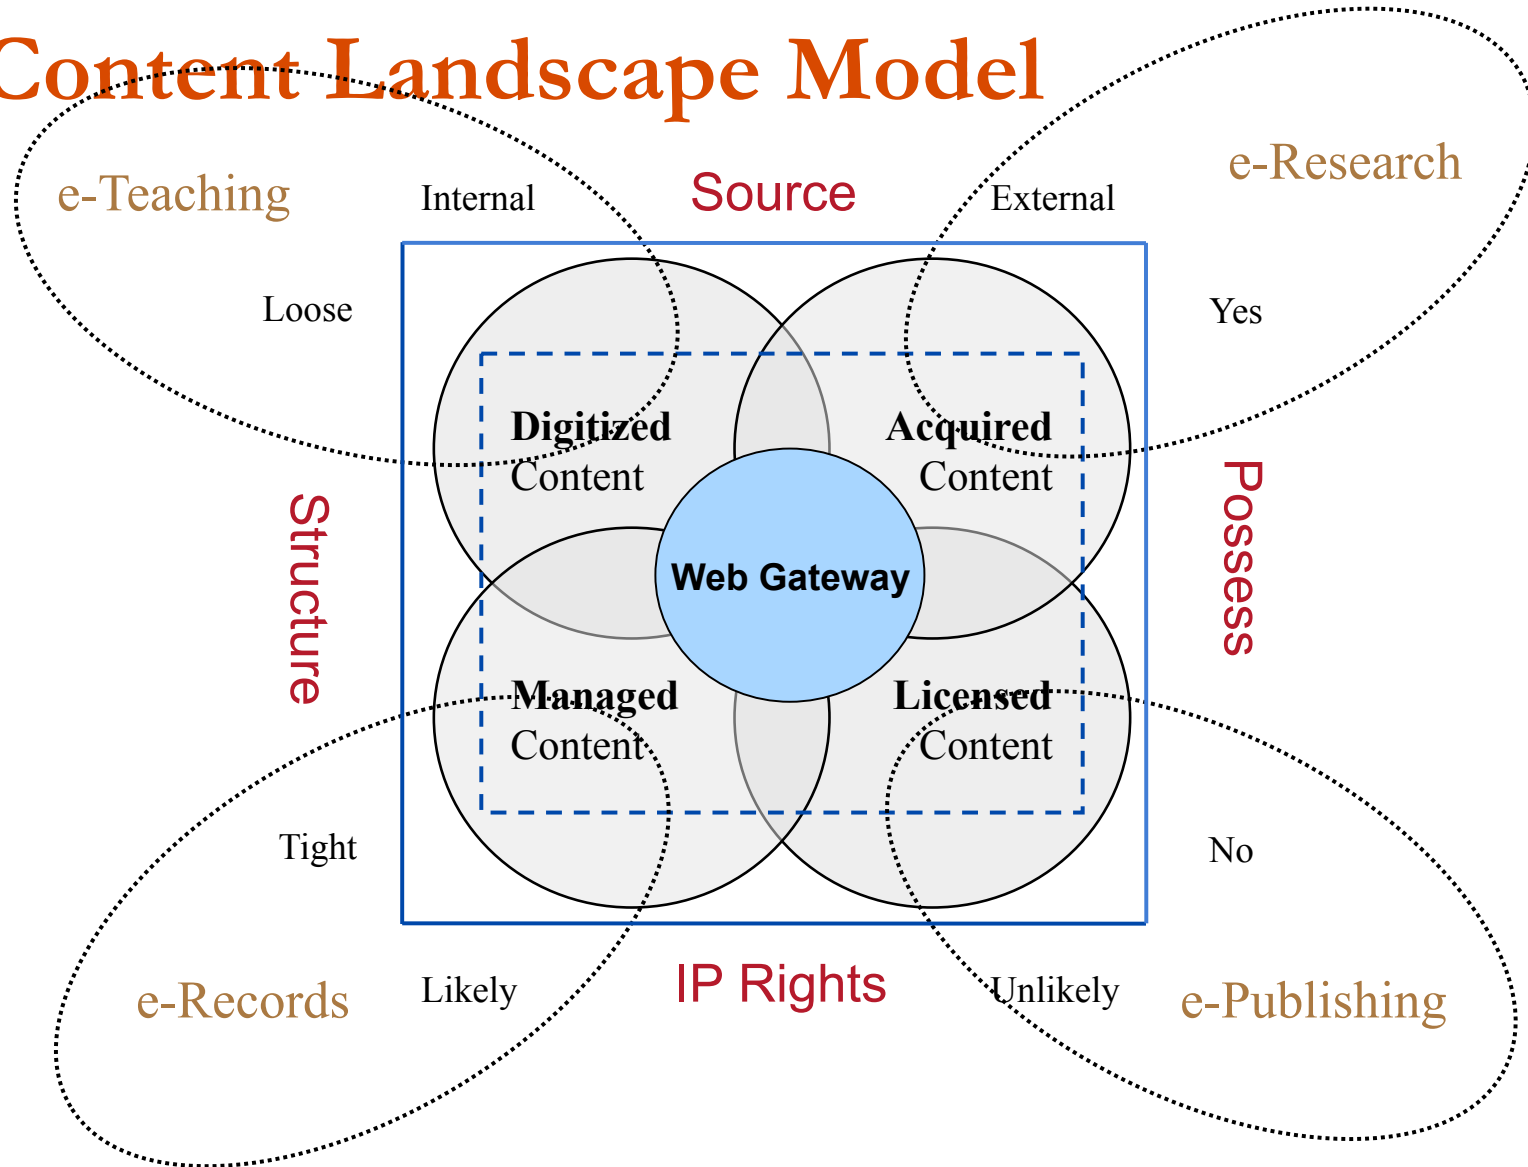 Content Landscape Model
e-Teaching
Internal
Source
External
e-Research
Loose
Yes
Digitized
Content
Acquired
Content
Structure
Web Gateway
Possess
Managed
Content
Licensed
Content
Tight
No
e-Records
Likely
IP Rights
Unlikely
e-Publishing